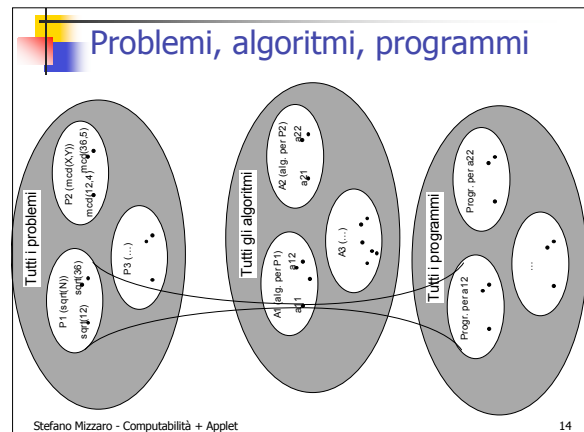 Problemi, algoritmi, programmi
Tutti i problemi
P1 (sqrt(N))
sqrt(12)
sqrt(36)
P2 (mcd(X,Y))
mcd(12,4)
mcd(36,5)
P3 (...)
Tutti gli algoritmi
A1 (alg. per P1)
a11
a12
A2 (alg. per P2)
a21
a22
A3 (...)
Tutti i programmi
Progr. per a12
Progr. per a22
...
Stefano Mizzaro - Computabilità + Applet
14